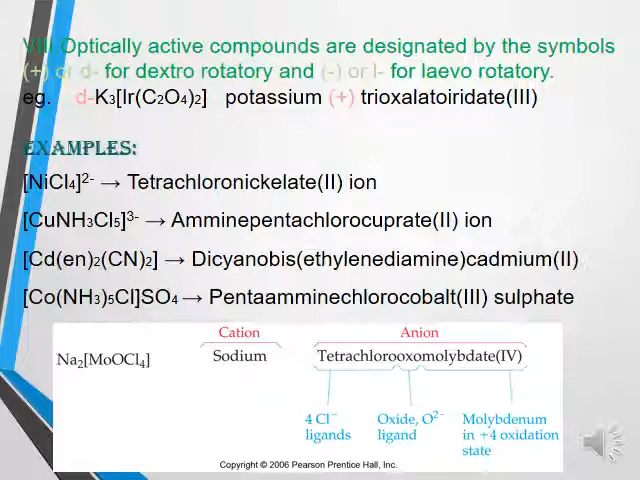 VIII Optically active compounds are designated by the symbols
(+) or d- for dextro rotatory and (-) or l- for laevo rotatory.
eg. d-K₃[Ir(C₂O₄)₂] potassium (+) trioxalatoiridate(III)
EXAMPLES:
[NiCl₄]²⁻ → Tetrachloronickelate(II) ion
[CuNH₃Cl₅]³⁻ → Amminepentachlorocuprate(II) ion
[Cd(en)₂(CN)₂] → Dicyanobis(ethylenediamine)cadmium(II)
[Co(NH₃)₅Cl]SO₄ → Pentaamminechlorocobalt(III) sulphate
Cation Anion
Na₂[MoOCl₄] Sodium Tetrachlorooxomolybdate(IV)
4 Cl⁻ Oxide, O²⁻ Molybdenum
ligands ligand in +4 oxidation
state
Copyright © 2006 Pearson Prentice Hall, Inc.